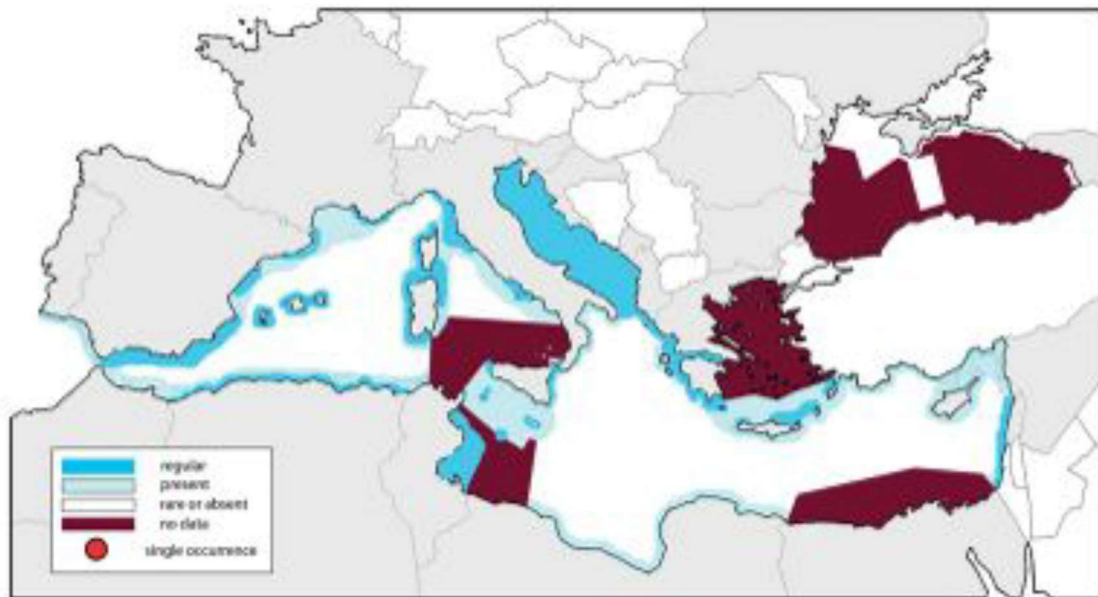 regular
present
rare or absent
no data
single occurrence